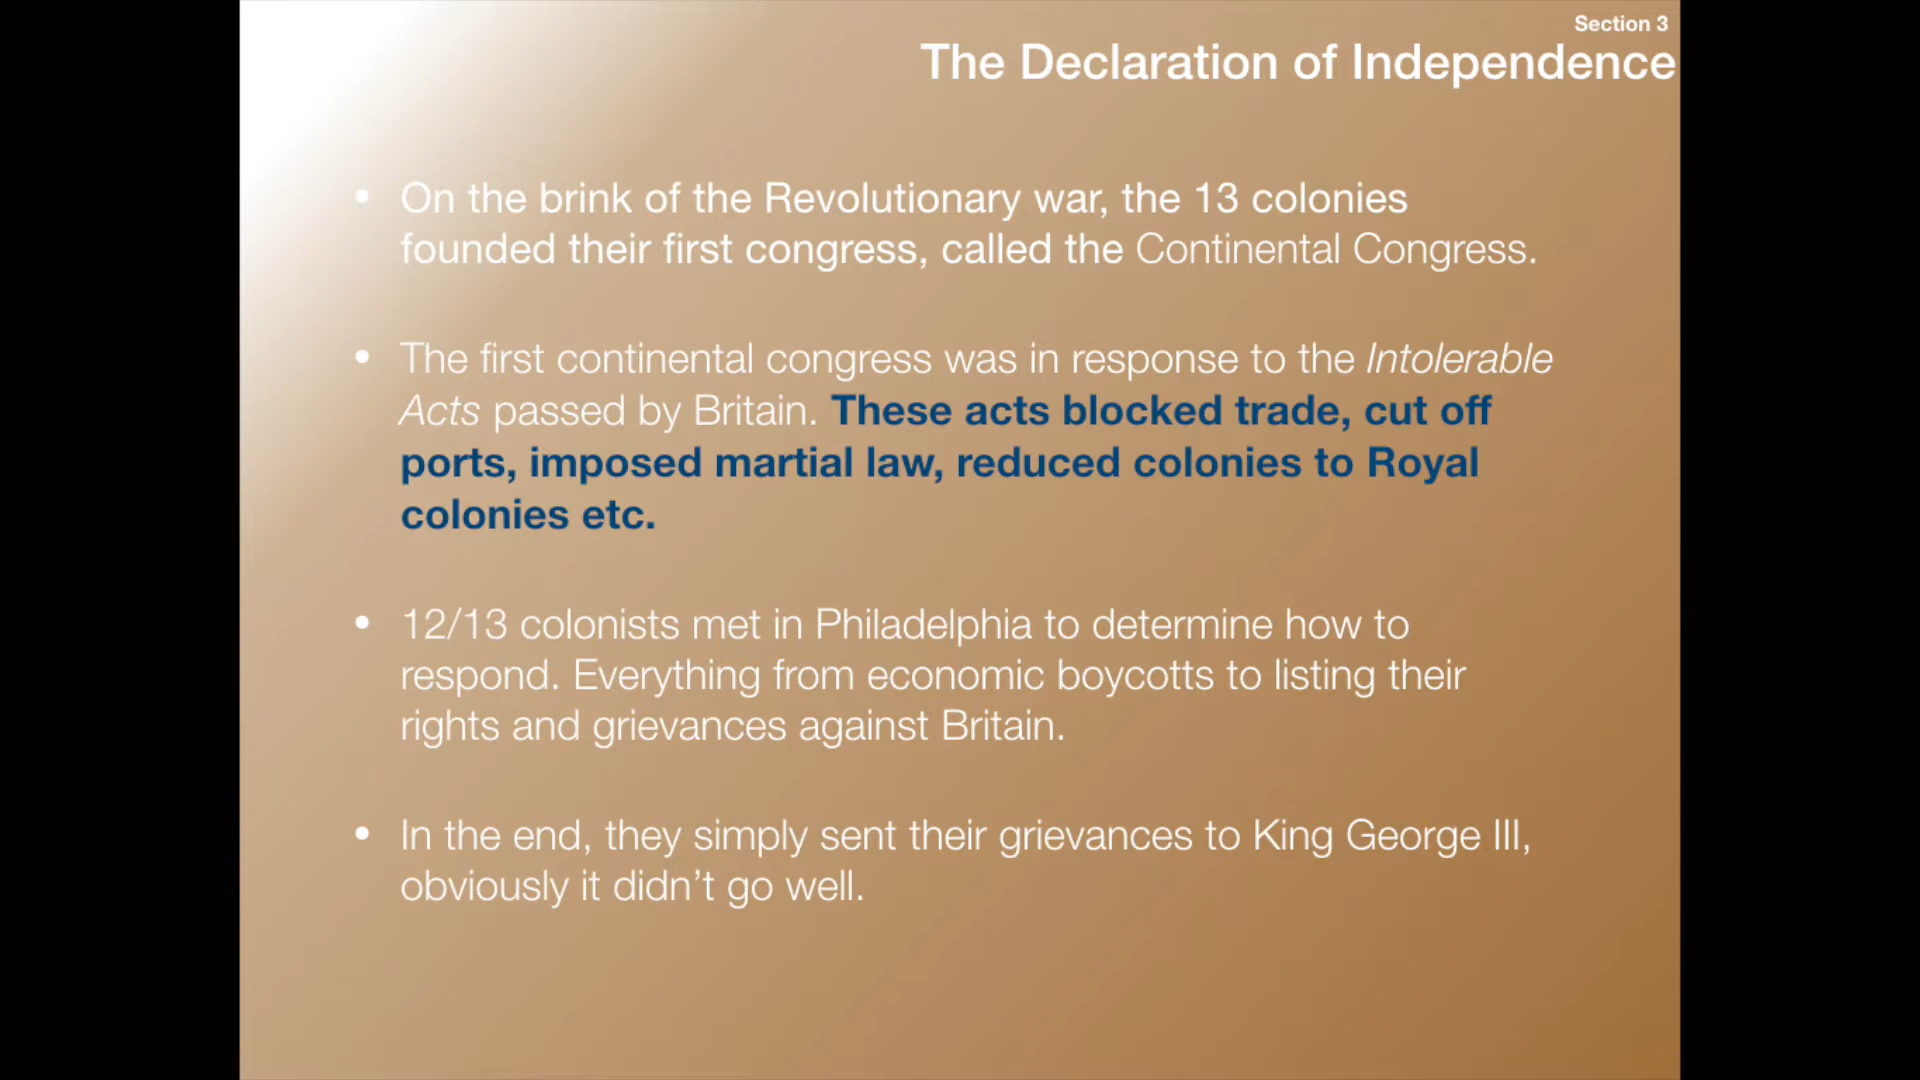 Section 3
The Declaration of Independence
• On the brink of the Revolutionary war, the 13 colonies
founded their first congress, called the Continental Congress.
• The first continental congress was in response to the Intolerable
Acts passed by Britain. These acts blocked trade, cut off
ports, imposed martial law, reduced colonies to Royal
colonies etc.
• 12/13 colonists met in Philadelphia to determine how to
respond. Everything from economic boycotts to listing their
rights and grievances against Britain.
• In the end, they simply sent their grievances to King George III,
obviously it didn’t go well.